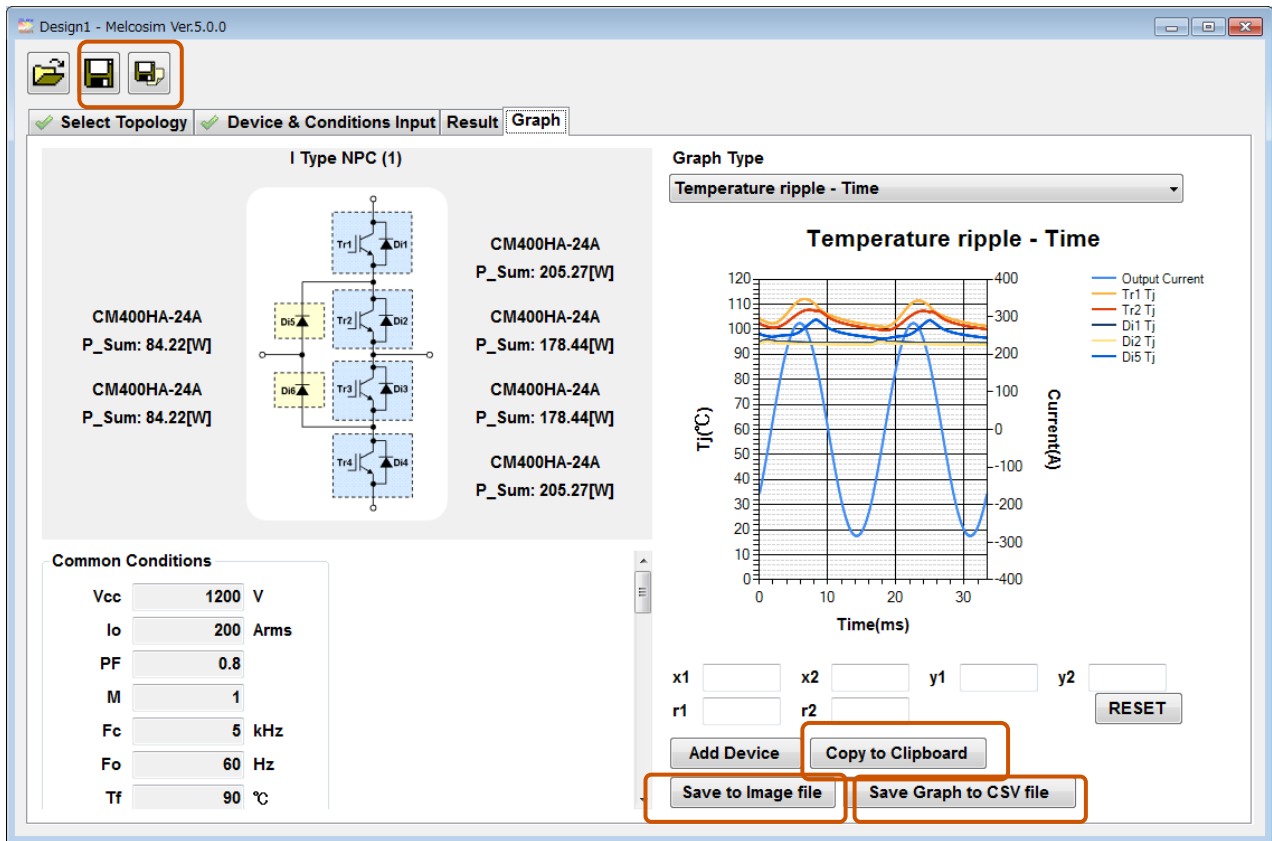 Design1 - Melcosim Ver.5.0.0
Select Topology
Device & Conditions Input
Result
Graph
I Type NPC (1)
Tr1
Di1
CM400HA-24A
P_Sum: 205.27[W]
CM400HA-24A
P_Sum: 84.22[W]
Di5
Tr2
Di2
CM400HA-24A
P_Sum: 178.44[W]
CM400HA-24A
P_Sum: 84.22[W]
Di6
Tr3
Di3
CM400HA-24A
P_Sum: 178.44[W]
Tr4
Di4
CM400HA-24A
P_Sum: 205.27[W]
Common Conditions
Vcc 1200 V
Io 200 Arms
PF 0.8
M 1
Fc 5 kHz
Fo 60 Hz
Tf 90 ℃
Graph Type
Temperature ripple - Time
Temperature ripple - Time
120
110
100
90
80
70
60
50
40
30
20
10
0
Tj(℃)
400
300
200
100
0
-100
-200
-300
-400
Current(A)
0 10 20 30
Time(ms)
Output Current
Tr1 Tj
Tr2 Tj
Di1 Tj
Di2 Tj
Di5 Tj
x1 x2 y1 y2
r1 r2 RESET
Add Device Copy to Clipboard
Save to Image file Save Graph to CSV file